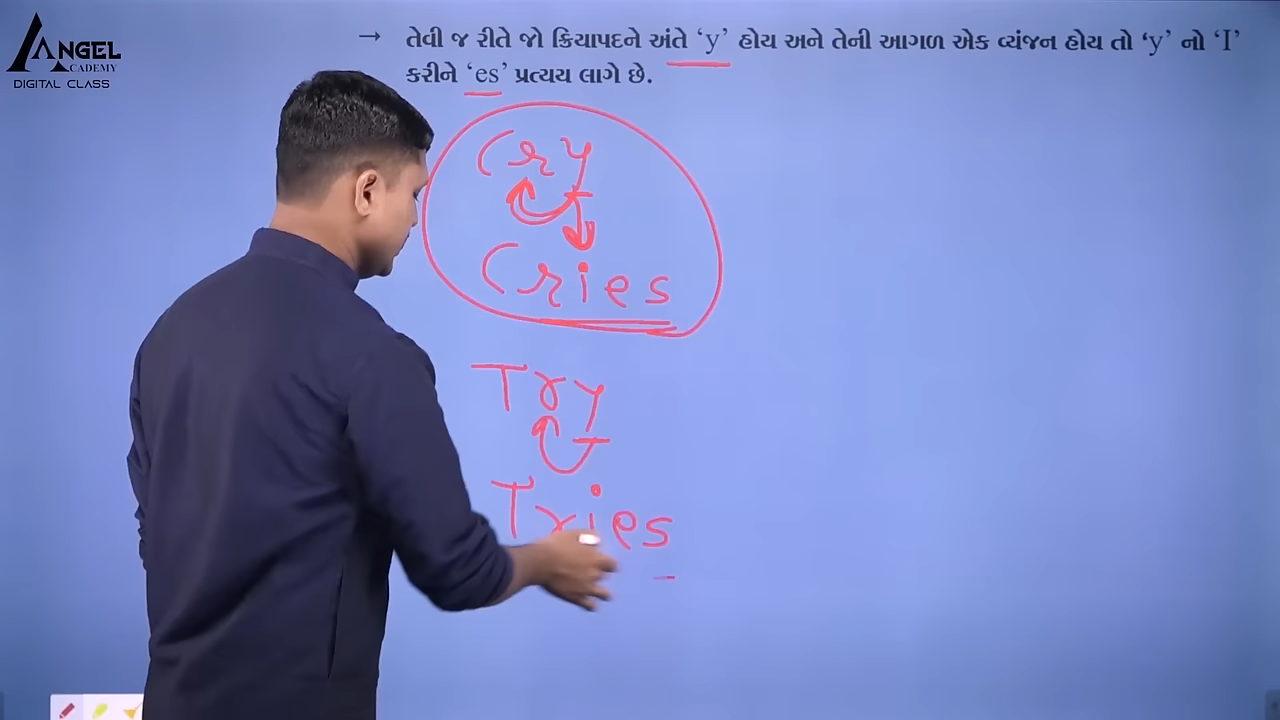 ANGEL
ACADEMY
DIGITAL CLASS
→ તેવી જ રીતે જો ક્રિયાપદને અંતે ‘y’ હોય અને તેની આગળ એક વ્યંજન હોય તો ‘y’ નો ‘I’
કરીને ‘es’ પ્રત્યય લાગે છે.
Cry
Cries
Try
Tries